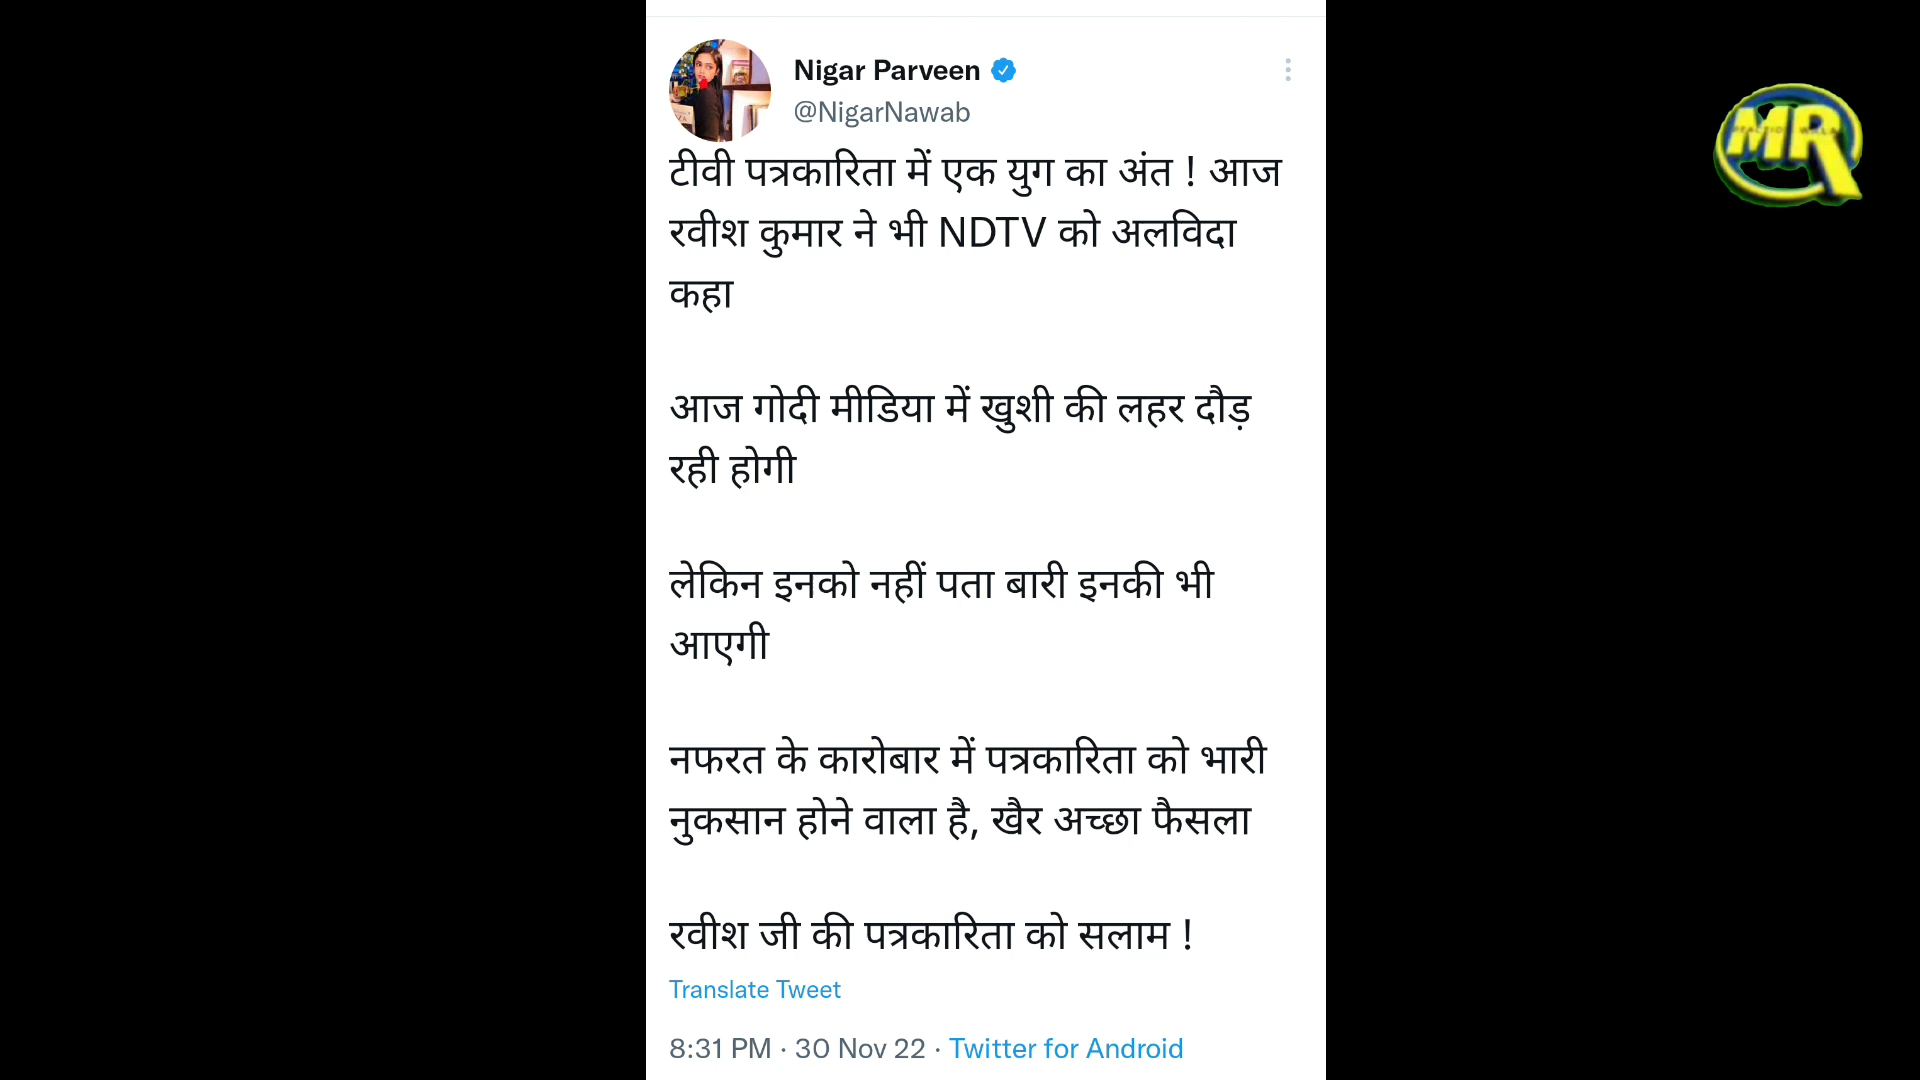 Nigar Parveen
@NigarNawab
टीवी पत्रकारिता में एक युग का अंत ! आज
रवीश कुमार ने भी NDTV को अलविदा
कहा
आज गोदी मीडिया में खुशी की लहर दौड़
रही होगी
लेकिन इनको नहीं पता बारी इनकी भी
आएगी
नफरत के कारोबार में पत्रकारिता को भारी
नुकसान होने वाला है, खैर अच्छा फैसला
रवीश जी की पत्रकारिता को सलाम !
Translate Tweet
8:31 PM · 30 Nov 22 · Twitter for Android
MR
REACTION WALA